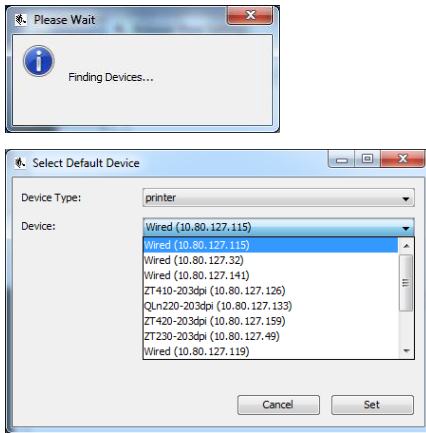 Please Wait
Finding Devices...
Select Default Device
Device Type: printer
Device: Wired (10.80.127.115)
Wired (10.80.127.115)
Wired (10.80.127.32)
Wired (10.80.127.141)
ZT410-203dpi (10.80.127.126)
QLn220-203dpi (10.80.127.133)
ZT420-203dpi (10.80.127.159)
ZT230-203dpi (10.80.127.49)
Wired (10.80.127.119)
Cancel Set